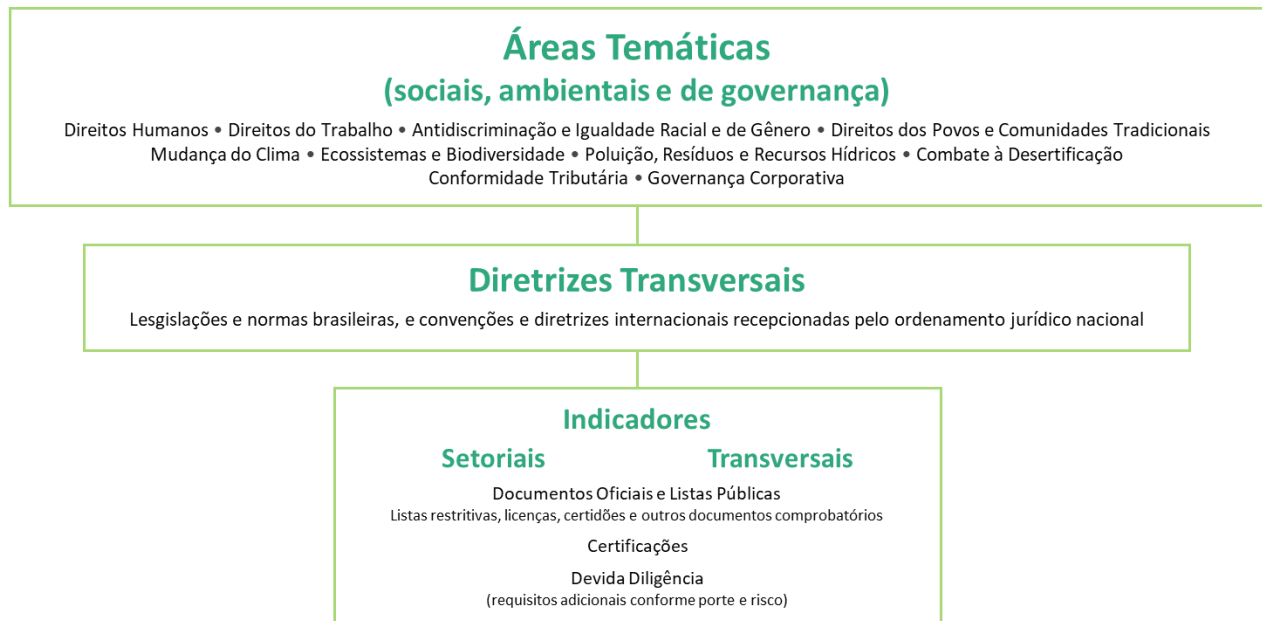 Áreas Temáticas
(sociais, ambientais e de governança)
Direitos Humanos • Direitos do Trabalho • Antidiscriminação e Igualdade Racial e de Gênero • Direitos dos Povos e Comunidades Tradicionais
Mudança do Clima • Ecossistemas e Biodiversidade • Poluição, Resíduos e Recursos Hídricos • Combate à Desertificação
Conformidade Tributária • Governança Corporativa
Diretrizes Transversais
Lesgislações e normas brasileiras, e convenções e diretrizes internacionais recepcionadas pelo ordenamento jurídico nacional
Indicadores
Setoriais Transversais
Documentos Oficiais e Listas Públicas
Listas restritivas, licenças, certidões e outros documentos comprobatórios
Certificações
Devida Diligência
(requisitos adicionais conforme porte e risco)